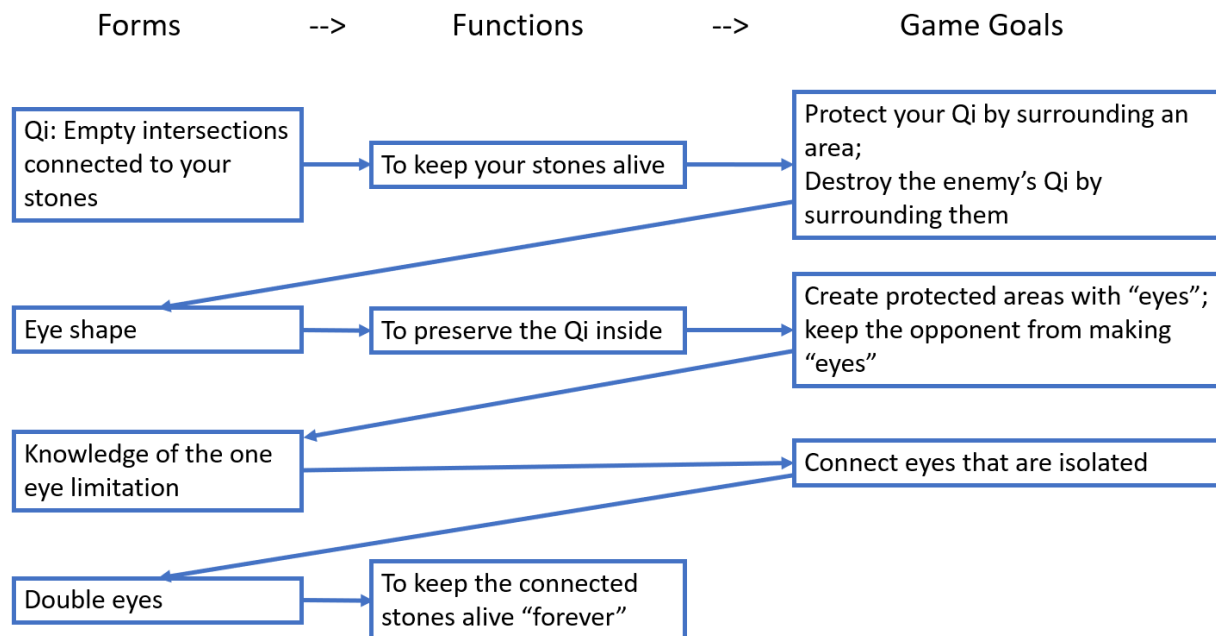 Forms --> Functions --> Game Goals
Qi: Empty intersections
connected to your
stones
To keep your stones alive
Protect your Qi by surrounding an
area;
Destroy the enemy’s Qi by
surrounding them
Eye shape
To preserve the Qi inside
Create protected areas with “eyes”;
keep the opponent from making
“eyes”
Knowledge of the one
eye limitation
Connect eyes that are isolated
Double eyes
To keep the connected
stones alive “forever”